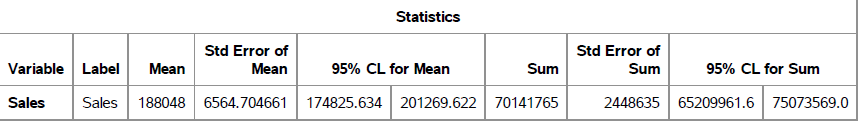 Statistics
Variable Label Mean Std Error of Mean 95% CL for Mean Sum Std Error of Sum 95% CL for Sum
Sales Sales 188048 6564.704661 174825.634 201269.622 70141765 2448635 65209961.6 75073569.0